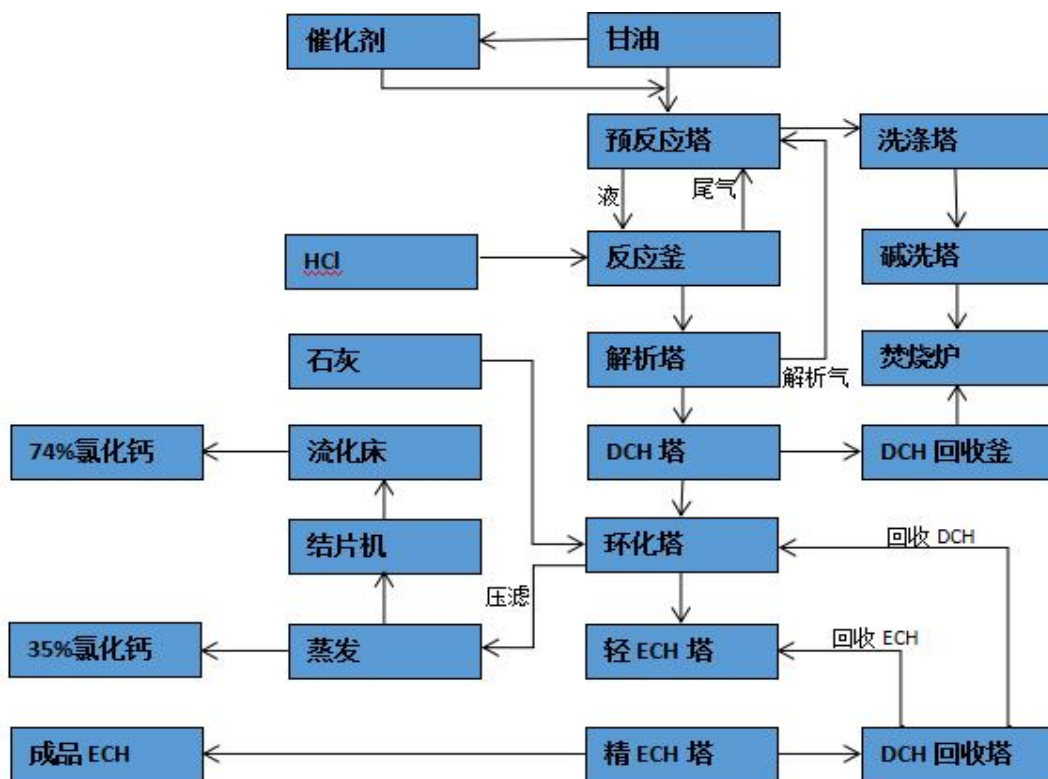 催化剂
甘油
预反应塔
洗涤塔
液
尾气
HCl
反应釜
碱洗塔
石灰
解析塔
解析气
焚烧炉
74%氯化钙
流化床
DCH 塔
DCH 回收釜
结片机
环化塔
回收 DCH
压滤
35%氯化钙
蒸发
轻 ECH 塔
回收 ECH
成品 ECH
精 ECH 塔
DCH 回收塔